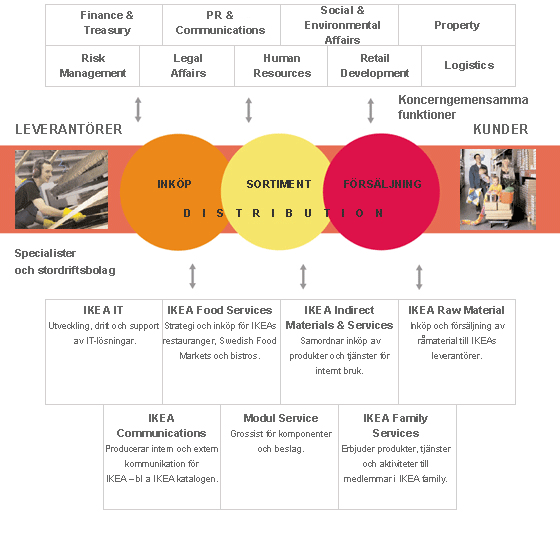 Finance &
Treasury
PR &
Communications
Social &
Environmental
Affairs
Property
Risk
Management
Legal
Affairs
Human
Resources
Retail
Development
Logistics
Koncerngemensamma
funktioner
LEVERANTÖRER
KUNDER
INKÖP
SORTIMENT
FÖRSÄLJNING
DISTRIBUTION
Specialister
och stordriftsbolag
IKEA IT
Utveckling, drift och support
av IT-lösningar.
IKEA Food Services
Strategi och inköp för IKEAs
restauranger, Swedish Food
Markets och bistros.
IKEA Indirect
Materials & Services
Samordnar inköp av
produkter och tjänster för
internt bruk.
IKEA Raw Material
Inköp och försäljning av
råmaterial till IKEAs
leverantörer.
IKEA
Communications
Producerar intern och extern
kommunikation för
IKEA – bl a IKEA katalogen.
Modul Service
Grossist för komponenter
och beslag.
IKEA Family
Services
Erbjuder produkter, tjänster
och aktiviteter till
medlemmar i IKEA family.